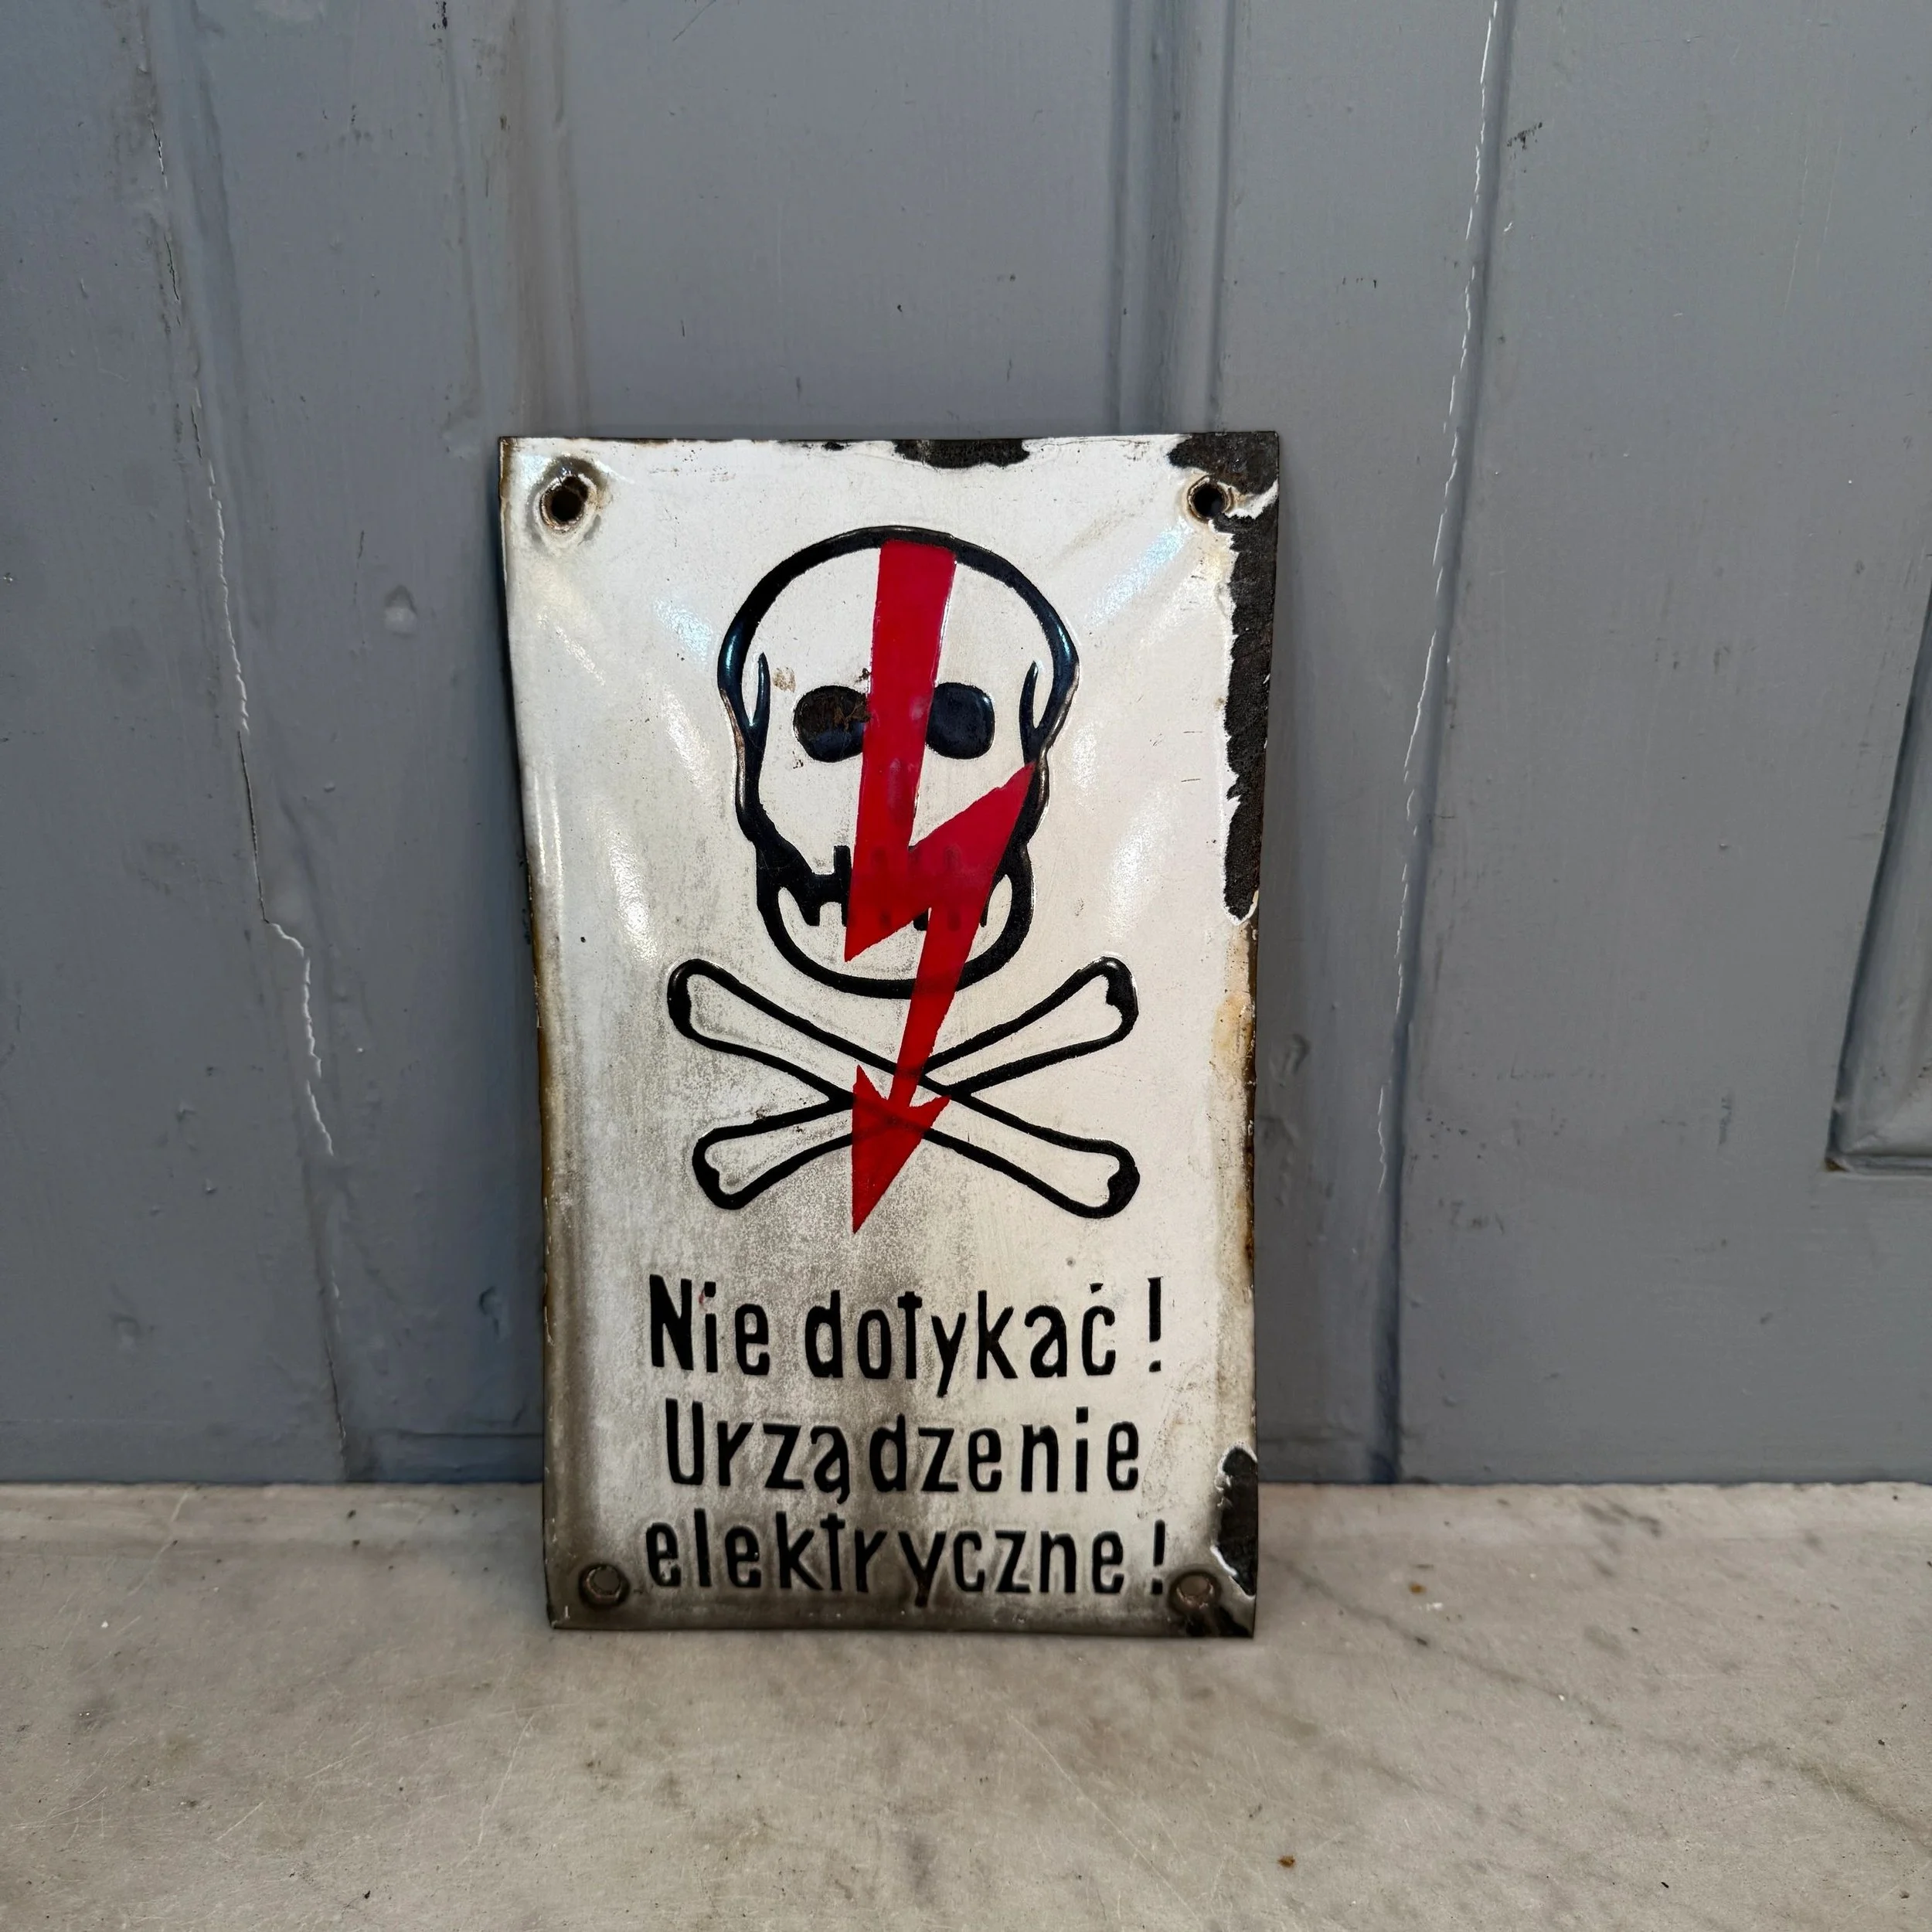 Nie dotykać!
Urządzenie
elektryczne!